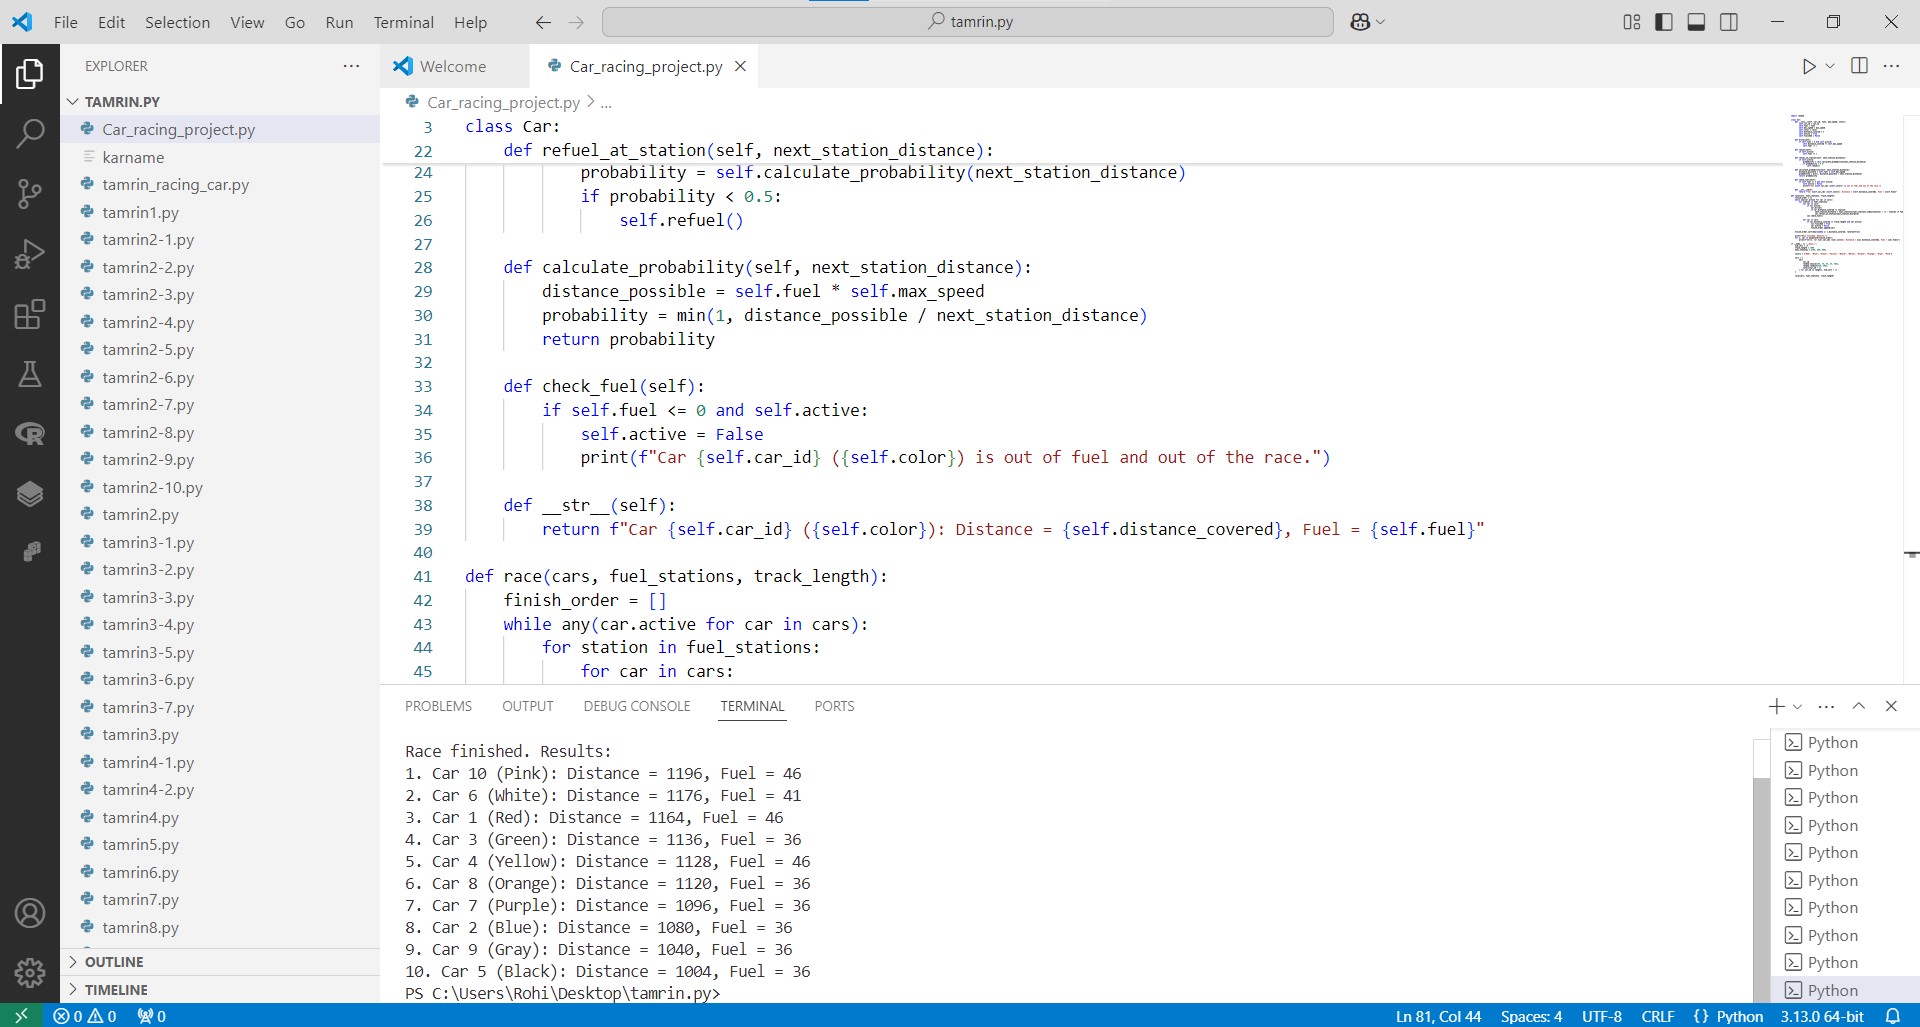 File Edit Selection View Go Run Terminal Help
tamrin.py
EXPLORER
TAMRIN.PY
Car_racing_project.py
karname
tamrin_racing_car.py
tamrin1.py
tamrin2-1.py
tamrin2-2.py
tamrin2-3.py
tamrin2-4.py
tamrin2-5.py
tamrin2-6.py
tamrin2-7.py
tamrin2-8.py
tamrin2-9.py
tamrin2-10.py
tamrin2.py
tamrin3-1.py
tamrin3-2.py
tamrin3-3.py
tamrin3-4.py
tamrin3-5.py
tamrin3-6.py
tamrin3-7.py
tamrin3.py
tamrin4-1.py
tamrin4-2.py
tamrin4.py
tamrin5.py
tamrin6.py
tamrin7.py
tamrin8.py
OUTLINE
TIMELINE
Welcome
Car_racing_project.py
Car_racing_project.py > ...
3 class Car:
22     def refuel_at_station(self, next_station_distance):
24             probability = self.calculate_probability(next_station_distance)
25             if probability < 0.5:
26                 self.refuel()
27
28     def calculate_probability(self, next_station_distance):
29         distance_possible = self.fuel * self.max_speed
30         probability = min(1, distance_possible / next_station_distance)
31         return probability
32
33     def check_fuel(self):
34         if self.fuel <= 0 and self.active:
35             self.active = False
36             print(f"Car {self.car_id} ({self.color}) is out of fuel and out of the race.")
37
38     def __str__(self):
39         return f"Car {self.car_id} ({self.color}): Distance = {self.distance_covered}, Fuel = {self.fuel}"
40
41 def race(cars, fuel_stations, track_length):
42     finish_order = []
43     while any(car.active for car in cars):
44         for station in fuel_stations:
45             for car in cars:
PROBLEMS OUTPUT DEBUG CONSOLE TERMINAL PORTS
Race finished. Results:
1. Car 10 (Pink): Distance = 1196, Fuel = 46
2. Car 6 (White): Distance = 1176, Fuel = 41
3. Car 1 (Red): Distance = 1164, Fuel = 46
4. Car 3 (Green): Distance = 1136, Fuel = 36
5. Car 4 (Yellow): Distance = 1128, Fuel = 46
6. Car 8 (Orange): Distance = 1120, Fuel = 36
7. Car 7 (Purple): Distance = 1096, Fuel = 36
8. Car 2 (Blue): Distance = 1080, Fuel = 36
9. Car 9 (Gray): Distance = 1040, Fuel = 36
10. Car 5 (Black): Distance = 1004, Fuel = 36
PS C:\Users\Rohi\Desktop\tamrin.py>
Python
Python
Python
Python
Python
Python
Python
Python
Python
Python
0 0 0
Ln 81, Col 44 Spaces: 4 UTF-8 CRLF {} Python 3.13.0 64-bit